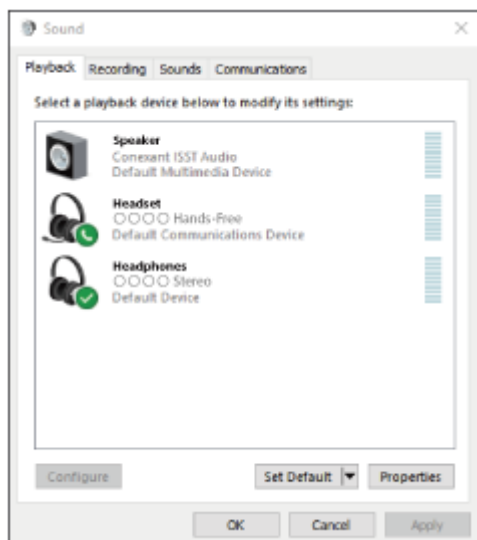 Sound
Playback Recording Sounds Communications
Select a playback device below to modify its settings:
Speaker
Conexant ISST Audio
Default Multimedia Device
Headset
○○○○ Hands-Free
Default Communications Device
Headphones
○○○○ Stereo
Default Device
Configure Set Default Properties
OK Cancel Apply